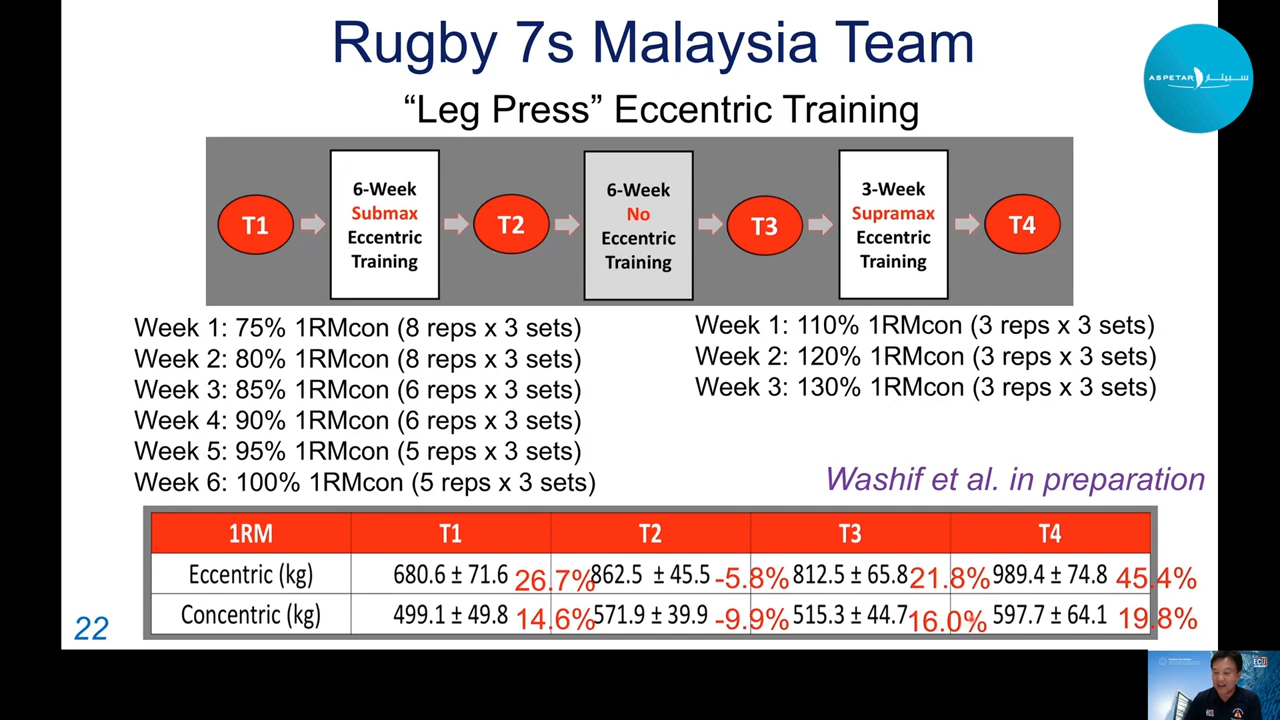 Rugby 7s Malaysia Team
ASPETAR سبيتار
“Leg Press” Eccentric Training
T1
6-Week
Submax
Eccentric
Training
T2
6-Week
No
Eccentric
Training
T3
3-Week
Supramax
Eccentric
Training
T4
Week 1: 75% 1RMcon (8 reps x 3 sets)
Week 2: 80% 1RMcon (8 reps x 3 sets)
Week 3: 85% 1RMcon (6 reps x 3 sets)
Week 4: 90% 1RMcon (6 reps x 3 sets)
Week 5: 95% 1RMcon (5 reps x 3 sets)
Week 6: 100% 1RMcon (5 reps x 3 sets)
Week 1: 110% 1RMcon (3 reps x 3 sets)
Week 2: 120% 1RMcon (3 reps x 3 sets)
Week 3: 130% 1RMcon (3 reps x 3 sets)
Washif et al. in preparation
1RM T1 T2 T3 T4
Eccentric (kg) 680.6 ± 71.6 26.7% 862.5 ± 45.5 -5.8% 812.5 ± 65.8 21.8% 989.4 ± 74.8 45.4%
Concentric (kg) 499.1 ± 49.8 14.6% 571.9 ± 39.9 -9.9% 515.3 ± 44.7 16.0% 597.7 ± 64.1 19.8%
22
ECU